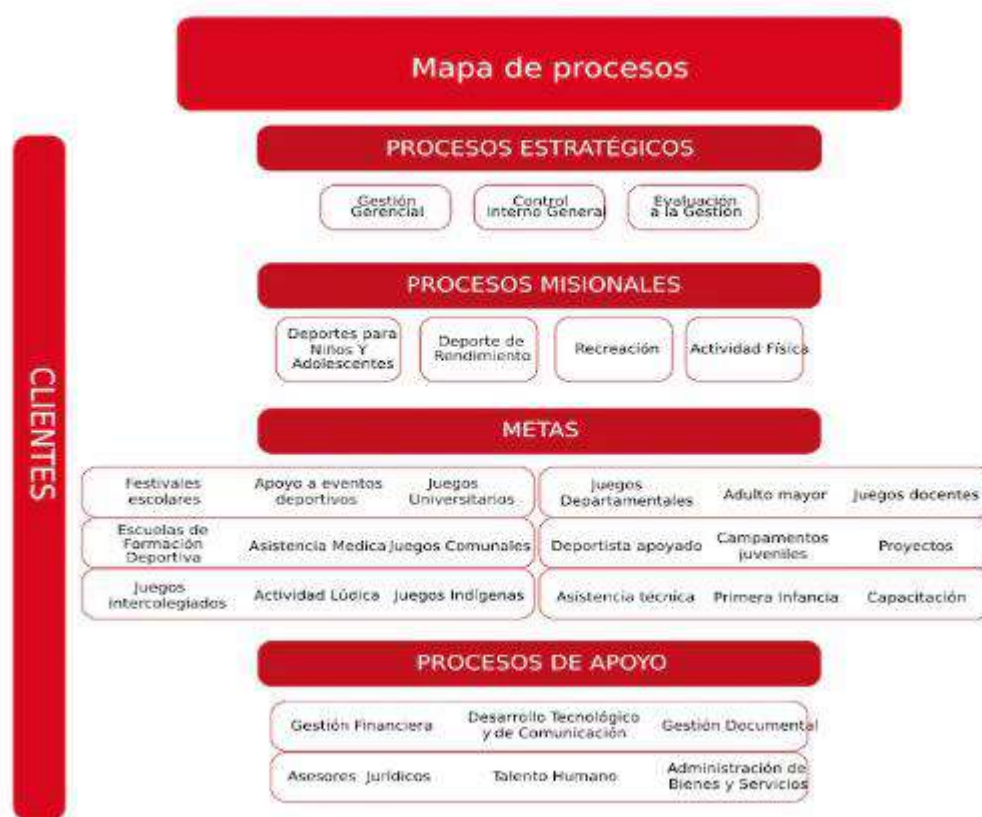 Mapa de procesos
CLIENTES
PROCESOS ESTRATÉGICOS
Gestión
Gerencial
Control
Interno General
Evaluación
a la Gestión
PROCESOS MISIONALES
Deportes para
Niños Y
Adolescentes
Deporte de
Rendimiento
Recreación
Actividad Física
METAS
Festivales
escolares
Apoyo a eventos
deportivos
Juegos
Universitarios
Juegos
Departamentales
Adulto mayor
Juegos docentes
Escuelas de
Formación
Deportiva
Asistencia Medica
Juegos Comunales
Deportista apoyado
Campamentos
juveniles
Proyectos
Juegos
intercolegiados
Actividad Lúdica
Juegos Indígenas
Asistencia técnica
Primera Infancia
Capacitación
PROCESOS DE APOYO
Gestión Financiera
Desarrollo Tecnológico
y de Comunicación
Gestión Documental
Asesores Jurídicos
Talento Humano
Administración de
Bienes y Servicios